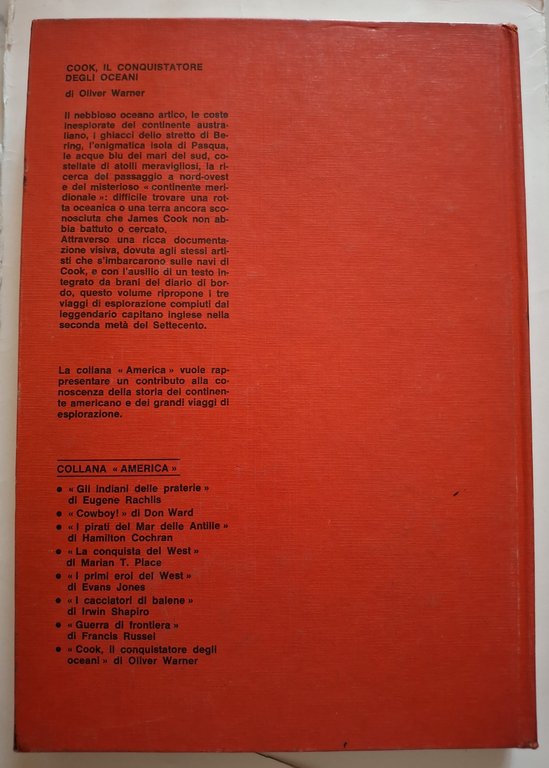 COOK, IL CONQUISTATORE
DEGLI OCEANI
di Oliver Warner
Il nebbioso oceano artico, le coste
inesplorate del continente austra-
liano, i ghiacci dello stretto di Be-
ring, l'enigmatica isola di Pasqua,
le acque blu dei mari del sud, co-
stellate di atolli meravigliosi, la ri-
cerca del passaggio a nord-ovest
e del misterioso « continente meri-
dionale »: difficile trovare una rot-
ta oceanica o una terra ancora sco-
nosciuta che James Cook non ab-
bia battuto o cercato.
Attraverso una ricca documenta-
zione visiva, dovuta agli stessi arti-
sti che s'imbarcarono sulle navi di
Cook, e con l'ausilio di un testo in-
tegrato da brani del diario di bor-
do, questo volume ripropone i tre
viaggi di esplorazione compiuti dal
leggendario capitano inglese nella
seconda metà del Settecento.
La collana « America » vuole rap-
presentare un contributo alla co-
noscenza della storia del continen-
te americano e dei grandi viaggi di
esplorazione.
COLLANA « AMERICA »
● « Gli indiani delle praterie »
di Eugene Rachlis
● « Cowboy! » di Don Ward
● « I pirati del Mar delle Antille »
di Hamilton Cochran
● « La conquista del West »
di Marian T. Place
● « I primi eroi del West »
di Evans Jones
● « I cacciatori di balene »
di Irwin Shapiro
● « Guerra di frontiera »
di Francis Russel
● « Cook, il conquistatore degli
oceani » di Oliver Warner